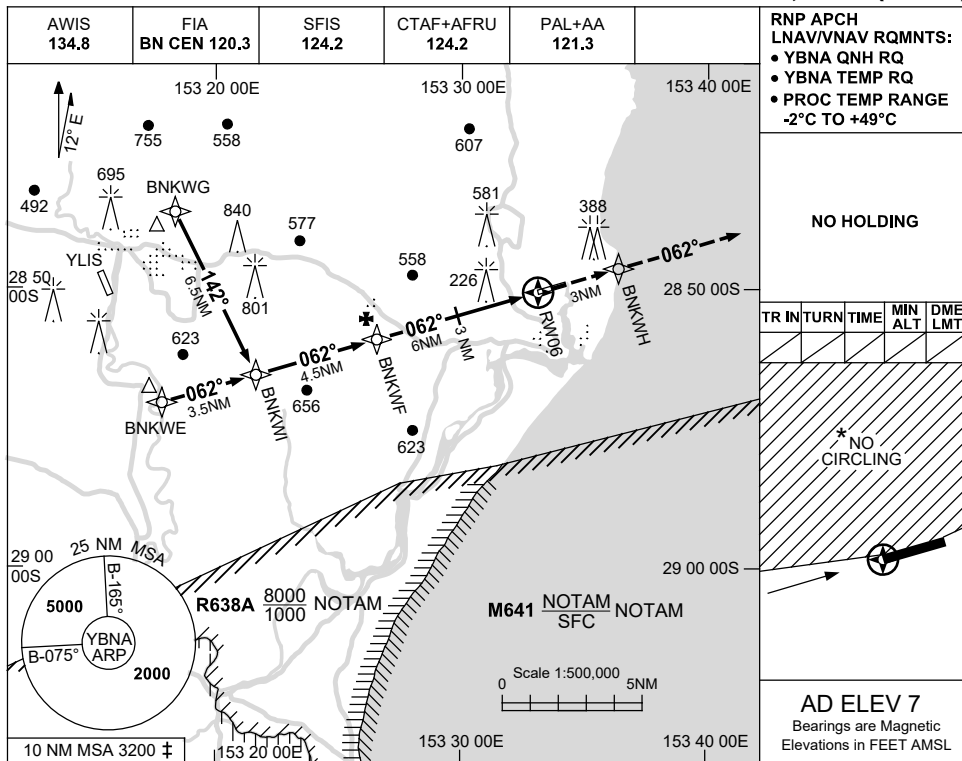 AWIS
134.8
FIA
BN CEN 120.3
SFIS
124.2
CTAF+AFRU
124.2
PAL+AA
121.3
RNP APCH
LNAV/VNAV RQMNTS:
• YBNA QNH RQ
• YBNA TEMP RQ
• PROC TEMP RANGE
-2°C TO +49°C
153 20 00E
153 30 00E
153 40 00E
12° E
755
558
607
695
492
BNKWG
840
577
581
388
NO HOLDING
YLIS
142°
6.5NM
801
558
226
062°
28 50
00S
28 50 00S
3NM
BNKWH
RW06
TR IN
TURN
TIME
MIN
ALT
DME
LMT
623
062°
6NM
3 NM
062°
4.5NM
BNKWF
062°
3.5NM
BNKWI
BNKWE
656
623
* NO
CIRCLING
29 00
00S
25 NM MSA
B-165°
5000
YBNA
ARP
B-075°
2000
R638A
8000
1000
NOTAM
M641
NOTAM
SFC
NOTAM
29 00 00S
Scale 1:500,000
0
5NM
AD ELEV 7
Bearings are Magnetic
Elevations in FEET AMSL
10 NM MSA 3200 ‡
153 20 00E
153 30 00E
153 40 00E